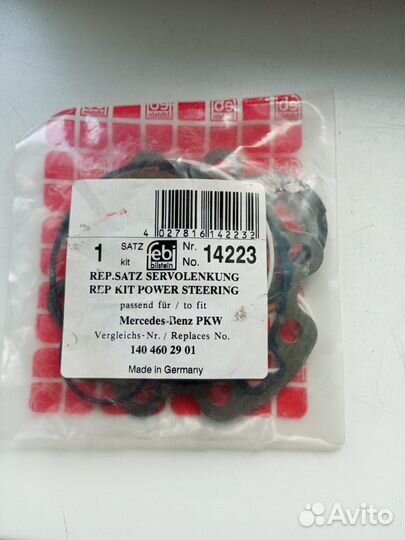 4 027816 142232
1 SATZ kit febi bilstein Nr. No. 14223
REP.SATZ SERVOLENKUNG
REP KIT POWER STEERING
passend für / to fit
Mercedes-Benz PKW
Vergleichs-Nr. / Replaces No.
140 460 29 01
Made in Germany
Avito